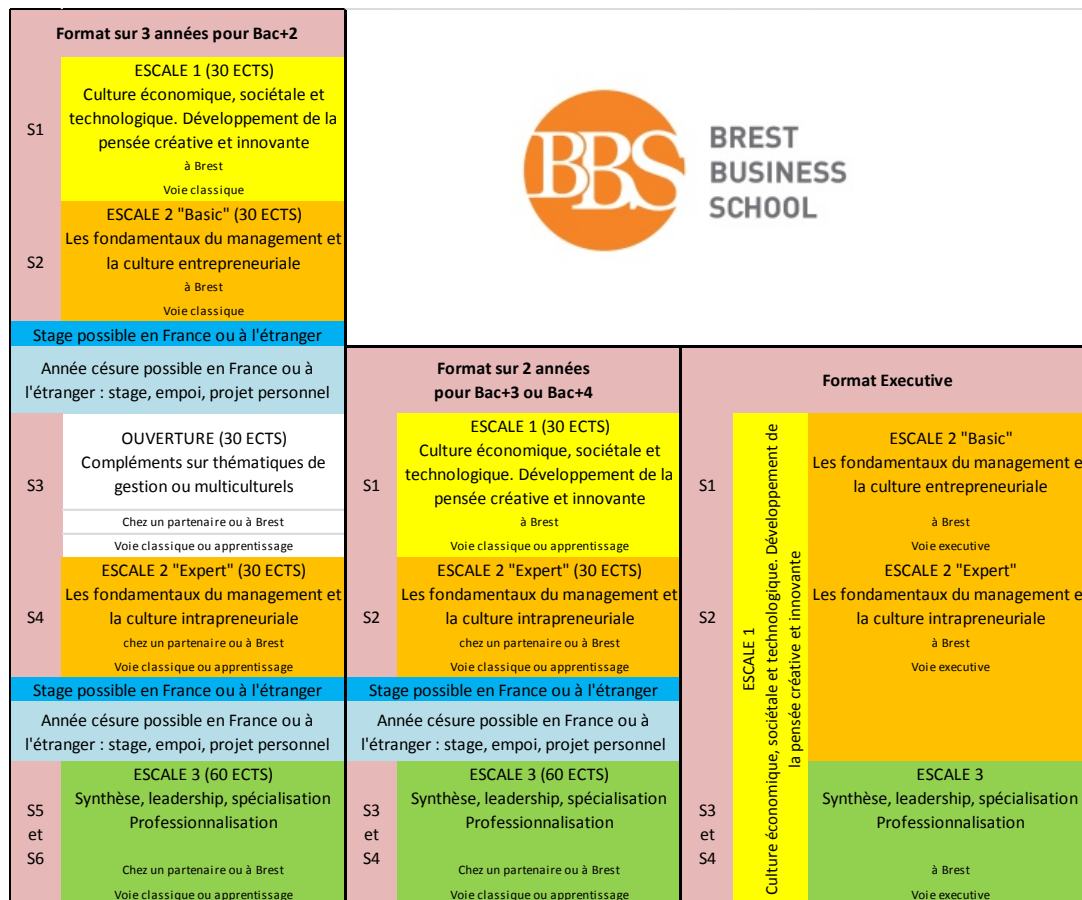 Format sur 3 années pour Bac+2
S1
ESCALE 1 (30 ECTS)
Culture économique, sociétale et
technologique. Développement de la
pensée créative et innovante
à Brest
Voie classique
S2
ESCALE 2 "Basic" (30 ECTS)
Les fondamentaux du management et
la culture entrepreneuriale
à Brest
Voie classique
Stage possible en France ou à l'étranger
Année césure possible en France ou à
l'étranger : stage, empoi, projet personnel
S3
OUVERTURE (30 ECTS)
Compléments sur thématiques de
gestion ou multiculturels
Chez un partenaire ou à Brest
Voie classique ou apprentissage
S4
ESCALE 2 "Expert" (30 ECTS)
Les fondamentaux du management et
la culture intrapreneuriale
chez un partenaire ou à Brest
Voie classique ou apprentissage
Stage possible en France ou à l'étranger
Année césure possible en France ou à
l'étranger : stage, empoi, projet personnel
S5
et
S6
ESCALE 3 (60 ECTS)
Synthèse, leadership, spécialisation
Professionnalisation
Chez un partenaire ou à Brest
Voie classique ou apprentissage
BBS
BREST
BUSINESS
SCHOOL
Format sur 2 années
pour Bac+3 ou Bac+4
S1
ESCALE 1 (30 ECTS)
Culture économique, sociétale et
technologique. Développement de la
pensée créative et innovante
à Brest
Voie classique ou apprentissage
S2
ESCALE 2 "Expert" (30 ECTS)
Les fondamentaux du management et
la culture intrapreneuriale
chez un partenaire ou à Brest
Voie classique ou apprentissage
Stage possible en France ou à l'étranger
Année césure possible en France ou à
l'étranger : stage, empoi, projet personnel
S3
et
S4
ESCALE 3 (60 ECTS)
Synthèse, leadership, spécialisation
Professionnalisation
Chez un partenaire ou à Brest
Voie classique ou apprentissage
Format Executive
ESCALE 1
Culture économique, sociétale et technologique. Développement de
la pensée créative et innovante
S1
ESCALE 2 "Basic"
Les fondamentaux du management e
la culture entrepreneuriale
à Brest
Voie executive
S2
ESCALE 2 "Expert"
Les fondamentaux du management e
la culture intrapreneuriale
à Brest
Voie executive
S3
et
S4
ESCALE 3
Synthèse, leadership, spécialisation
Professionnalisation
à Brest
Voie executive